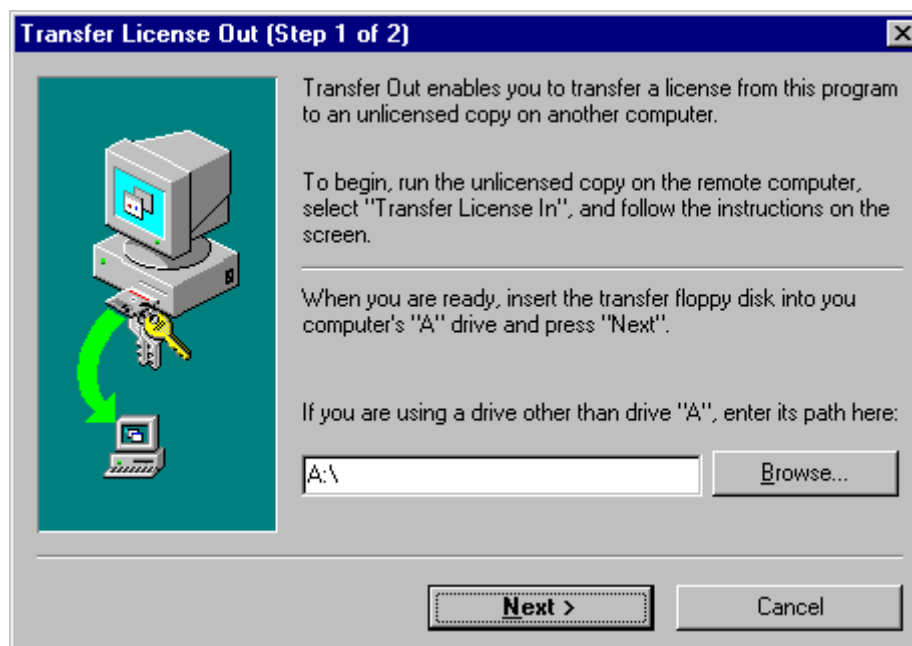 Transfer License Out (Step 1 of 2)
Transfer Out enables you to transfer a license from this program
to an unlicensed copy on another computer.
To begin, run the unlicensed copy on the remote computer,
select "Transfer License In", and follow the instructions on the
screen.
When you are ready, insert the transfer floppy disk into you
computer's "A" drive and press "Next".
If you are using a drive other than drive "A", enter its path here:
A:\
Browse...
Next >
Cancel